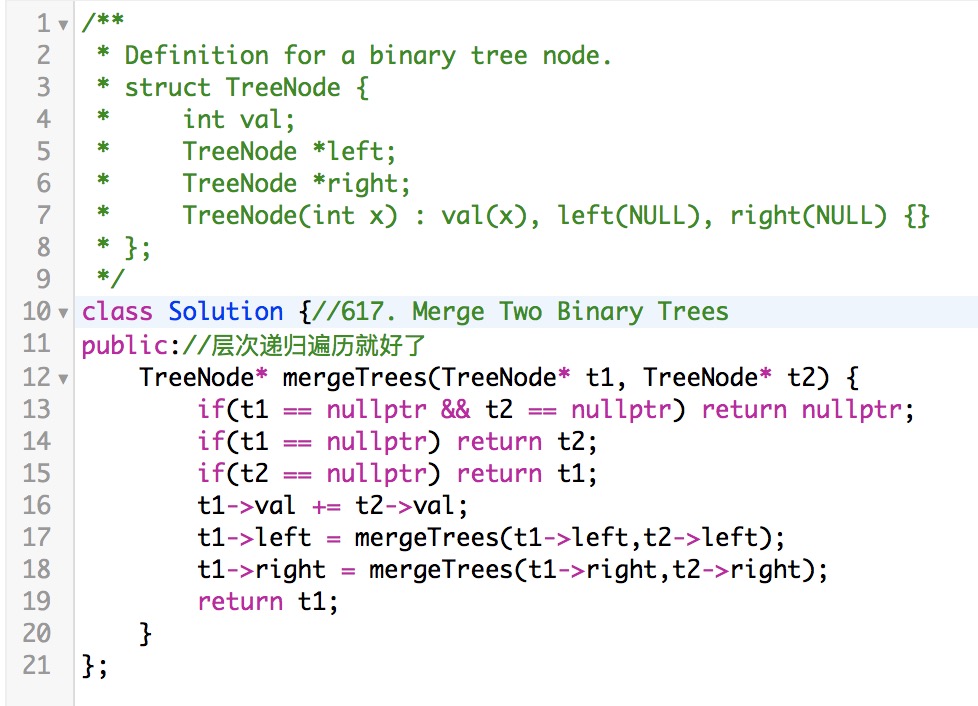 1 /**
2  * Definition for a binary tree node.
3  * struct TreeNode {
4  *     int val;
5  *     TreeNode *left;
6  *     TreeNode *right;
7  *     TreeNode(int x) : val(x), left(NULL), right(NULL) {}
8  * };
9  */
10 class Solution {//617. Merge Two Binary Trees
11 public://层次递归遍历就好了
12     TreeNode* mergeTrees(TreeNode* t1, TreeNode* t2) {
13         if(t1 == nullptr && t2 == nullptr) return nullptr;
14         if(t1 == nullptr) return t2;
15         if(t2 == nullptr) return t1;
16         t1->val += t2->val;
17         t1->left = mergeTrees(t1->left,t2->left);
18         t1->right = mergeTrees(t1->right,t2->right);
19         return t1;
20     }
21 };